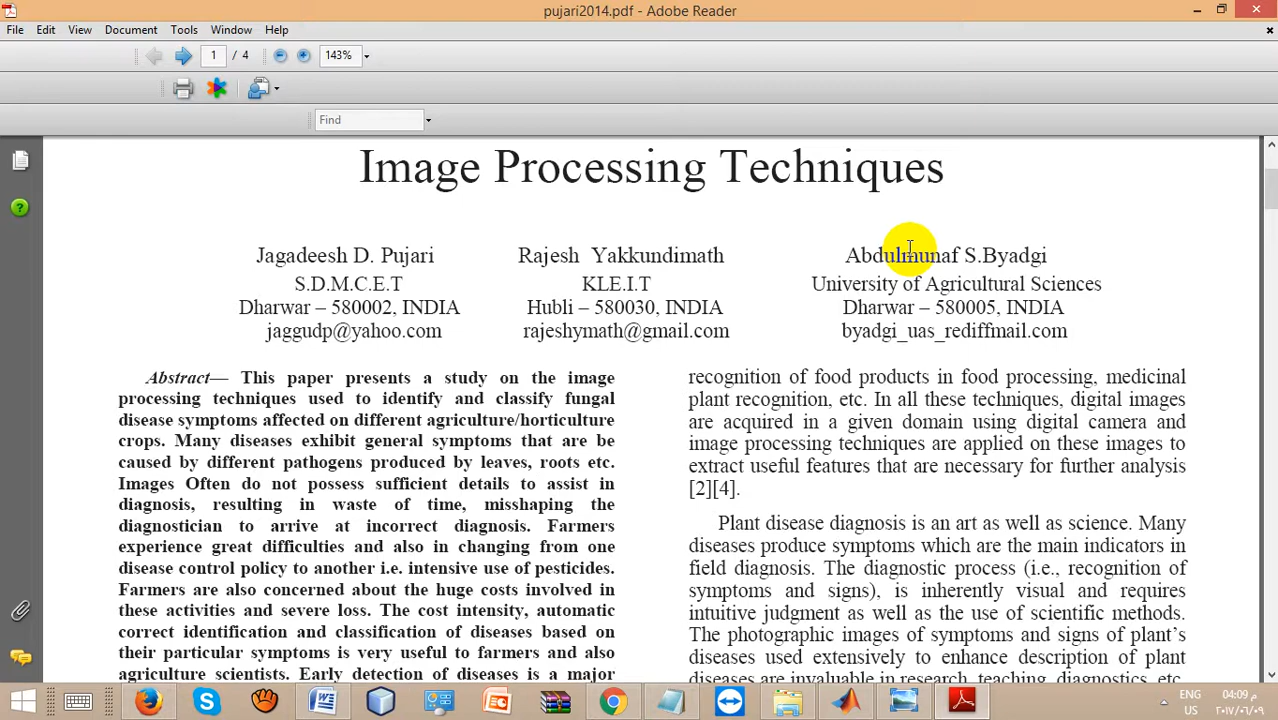 pujari2014.pdf - Adobe Reader
File Edit View Document Tools Window Help
1 / 4 143%
Find
Image Processing Techniques
Jagadeesh D. Pujari Rajesh Yakkundimath Abdulmunaf S.Byadgi
S.D.M.C.E.T KLE.I.T University of Agricultural Sciences
Dharwar – 580002, INDIA Hubli – 580030, INDIA Dharwar – 580005, INDIA
jaggudp@yahoo.com rajeshymath@gmail.com byadgi_uas_rediffmail.com
Abstract— This paper presents a study on the image
processing techniques used to identify and classify fungal
disease symptoms affected on different agriculture/horticulture
crops. Many diseases exhibit general symptoms that are be
caused by different pathogens produced by leaves, roots etc.
Images Often do not possess sufficient details to assist in
diagnosis, resulting in waste of time, misshaping the
diagnostician to arrive at incorrect diagnosis. Farmers
experience great difficulties and also in changing from one
disease control policy to another i.e. intensive use of pesticides.
Farmers are also concerned about the huge costs involved in
these activities and severe loss. The cost intensity, automatic
correct identification and classification of diseases based on
their particular symptoms is very useful to farmers and also
agriculture scientists. Early detection of diseases is a major
recognition of food products in food processing, medicinal
plant recognition, etc. In all these techniques, digital images
are acquired in a given domain using digital camera and
image processing techniques are applied on these images to
extract useful features that are necessary for further analysis
[2][4].
Plant disease diagnosis is an art as well as science. Many
diseases produce symptoms which are the main indicators in
field diagnosis. The diagnostic process (i.e., recognition of
symptoms and signs), is inherently visual and requires
intuitive judgment as well as the use of scientific methods.
The photographic images of symptoms and signs of plant's
diseases used extensively to enhance description of plant
diseases are invaluable in research, teaching, diagnostics, etc.
ENG م 04:09
US ٢٠١٧/٠٦/٠٩